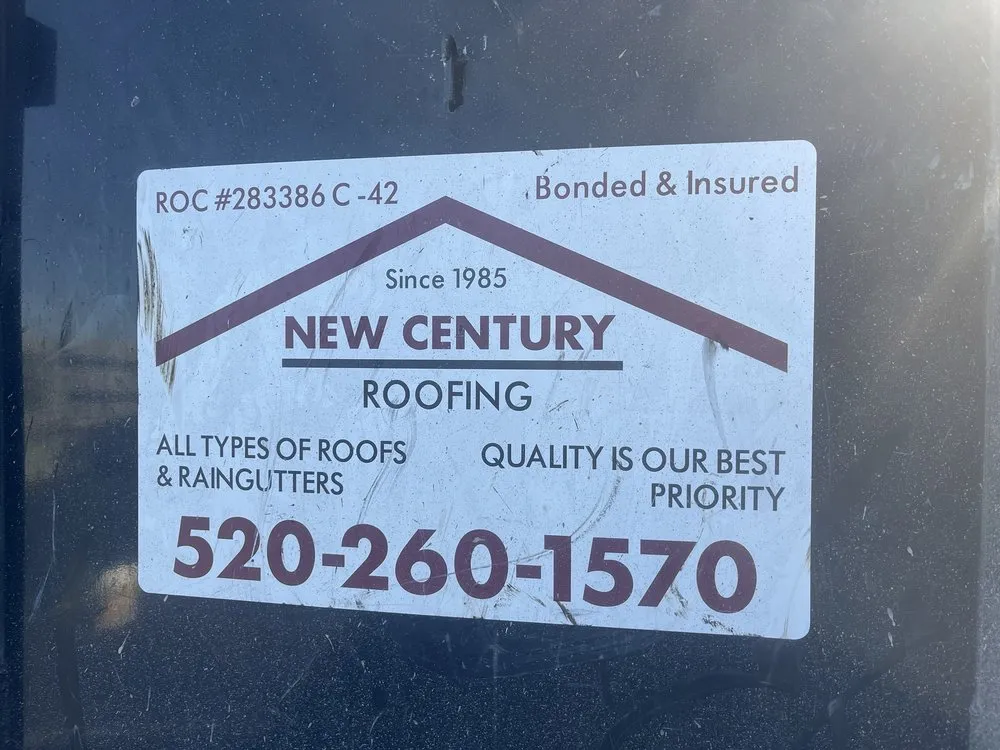 ROC #283386 C -42
Bonded & Insured
Since 1985
NEW CENTURY
ROOFING
ALL TYPES OF ROOFS
& RAINGUTTERS
QUALITY IS OUR BEST
PRIORITY
520-260-1570